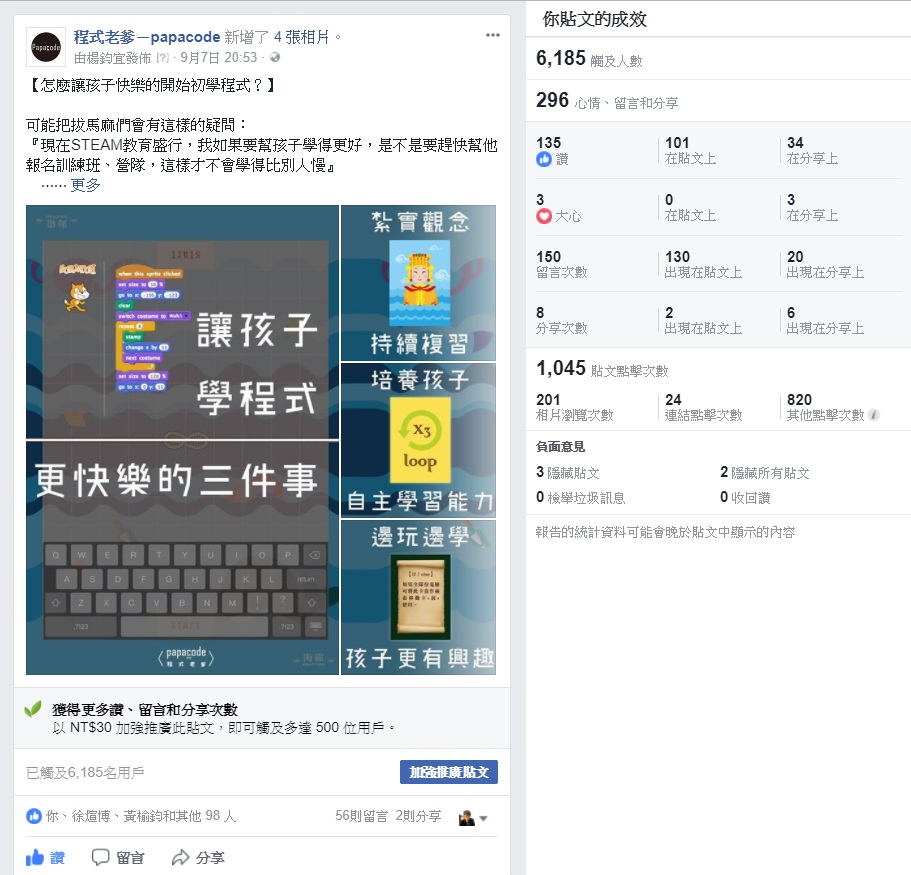 程式老爹－papacode 新增了 4 張相片。
由楊鈞宜發佈 [?] · 9月7日 20:53 ·
【怎麼讓孩子快樂的開始初學程式？】
可能把拔馬麻們會有這樣的疑問：
『現在STEAM教育盛行，我如果要幫孩子學得更好，是不是要趕快幫他
報名訓練班、營隊，這樣才不會學得比別人慢』
…… 更多
when this sprite clicked
clear
switch costume to
repeat
stamp
change x by
next costume
讓孩子
學程式
更快樂的三件事
Q W E R T Y U I O P
A S D F G H J K L return
Z X C V B N M ! ?
.?123 .?123
papacode
程式老爹
紮實觀念
持續複習
培養孩子
x3
loop
自主學習能力
邊玩邊學
孩子更有興趣
獲得更多讚、留言和分享次數
以 NT$30 加強推廣此貼文，即可觸及多達 500 位用戶。
已觸及6,185名用戶
加強推廣貼文
你、徐煊博、黃榆鈞和其他 98 人
56則留言 2則分享
讚 留言 分享
你貼文的成效
6,185 觸及人數
296 心情、留言和分享
135 101 34
讚 在貼文上 在分享上
3 0 3
大心 在貼文上 在分享上
150 130 20
留言次數 出現在貼文上 出現在分享上
8 2 6
分享次數 出現在貼文上 出現在分享上
1,045 貼文點擊次數
201 24 820
相片瀏覽次數 連結點擊次數 其他點擊次數
負面意見
3 隱藏貼文 2 隱藏所有貼文
0 檢舉垃圾訊息 0 收回讚
報告的統計資料可能會晚於貼文中顯示的內容